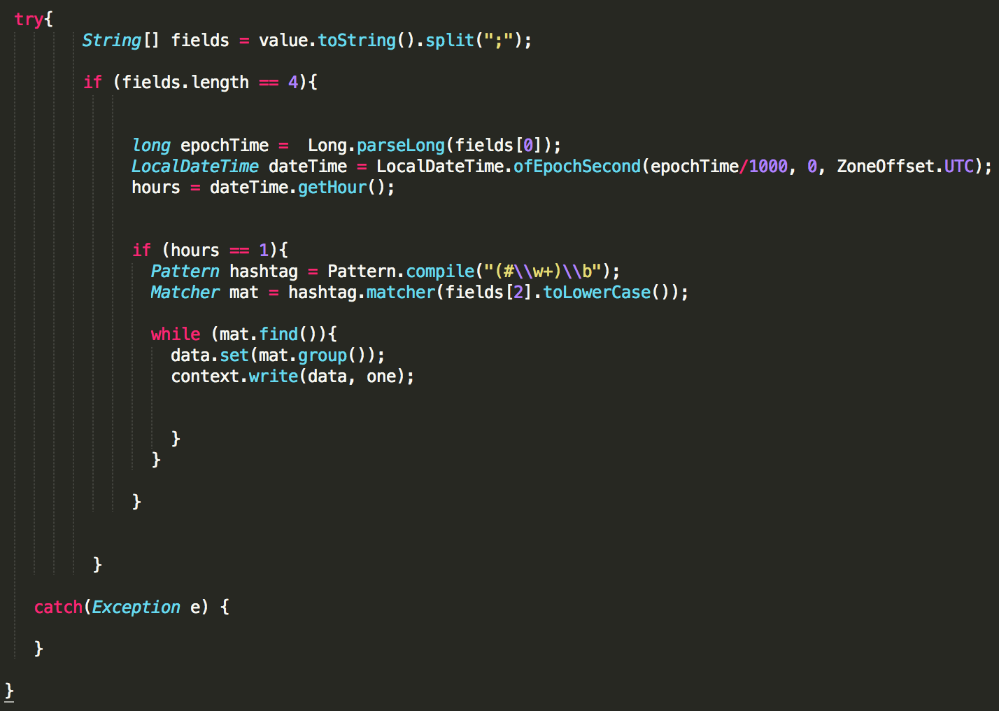 try{
String[] fields = value.toString().split(";");
if (fields.length == 4){
long epochTime =  Long.parseLong(fields[0]);
LocalDateTime dateTime = LocalDateTime.ofEpochSecond(epochTime/1000, 0, ZoneOffset.UTC);
hours = dateTime.getHour();
if (hours == 1){
Pattern hashtag = Pattern.compile("(#\\w+)\\b");
Matcher mat = hashtag.matcher(fields[2].toLowerCase());
while (mat.find()){
data.set(mat.group());
context.write(data, one);
}
}
}
}
catch(Exception e) {
}
}